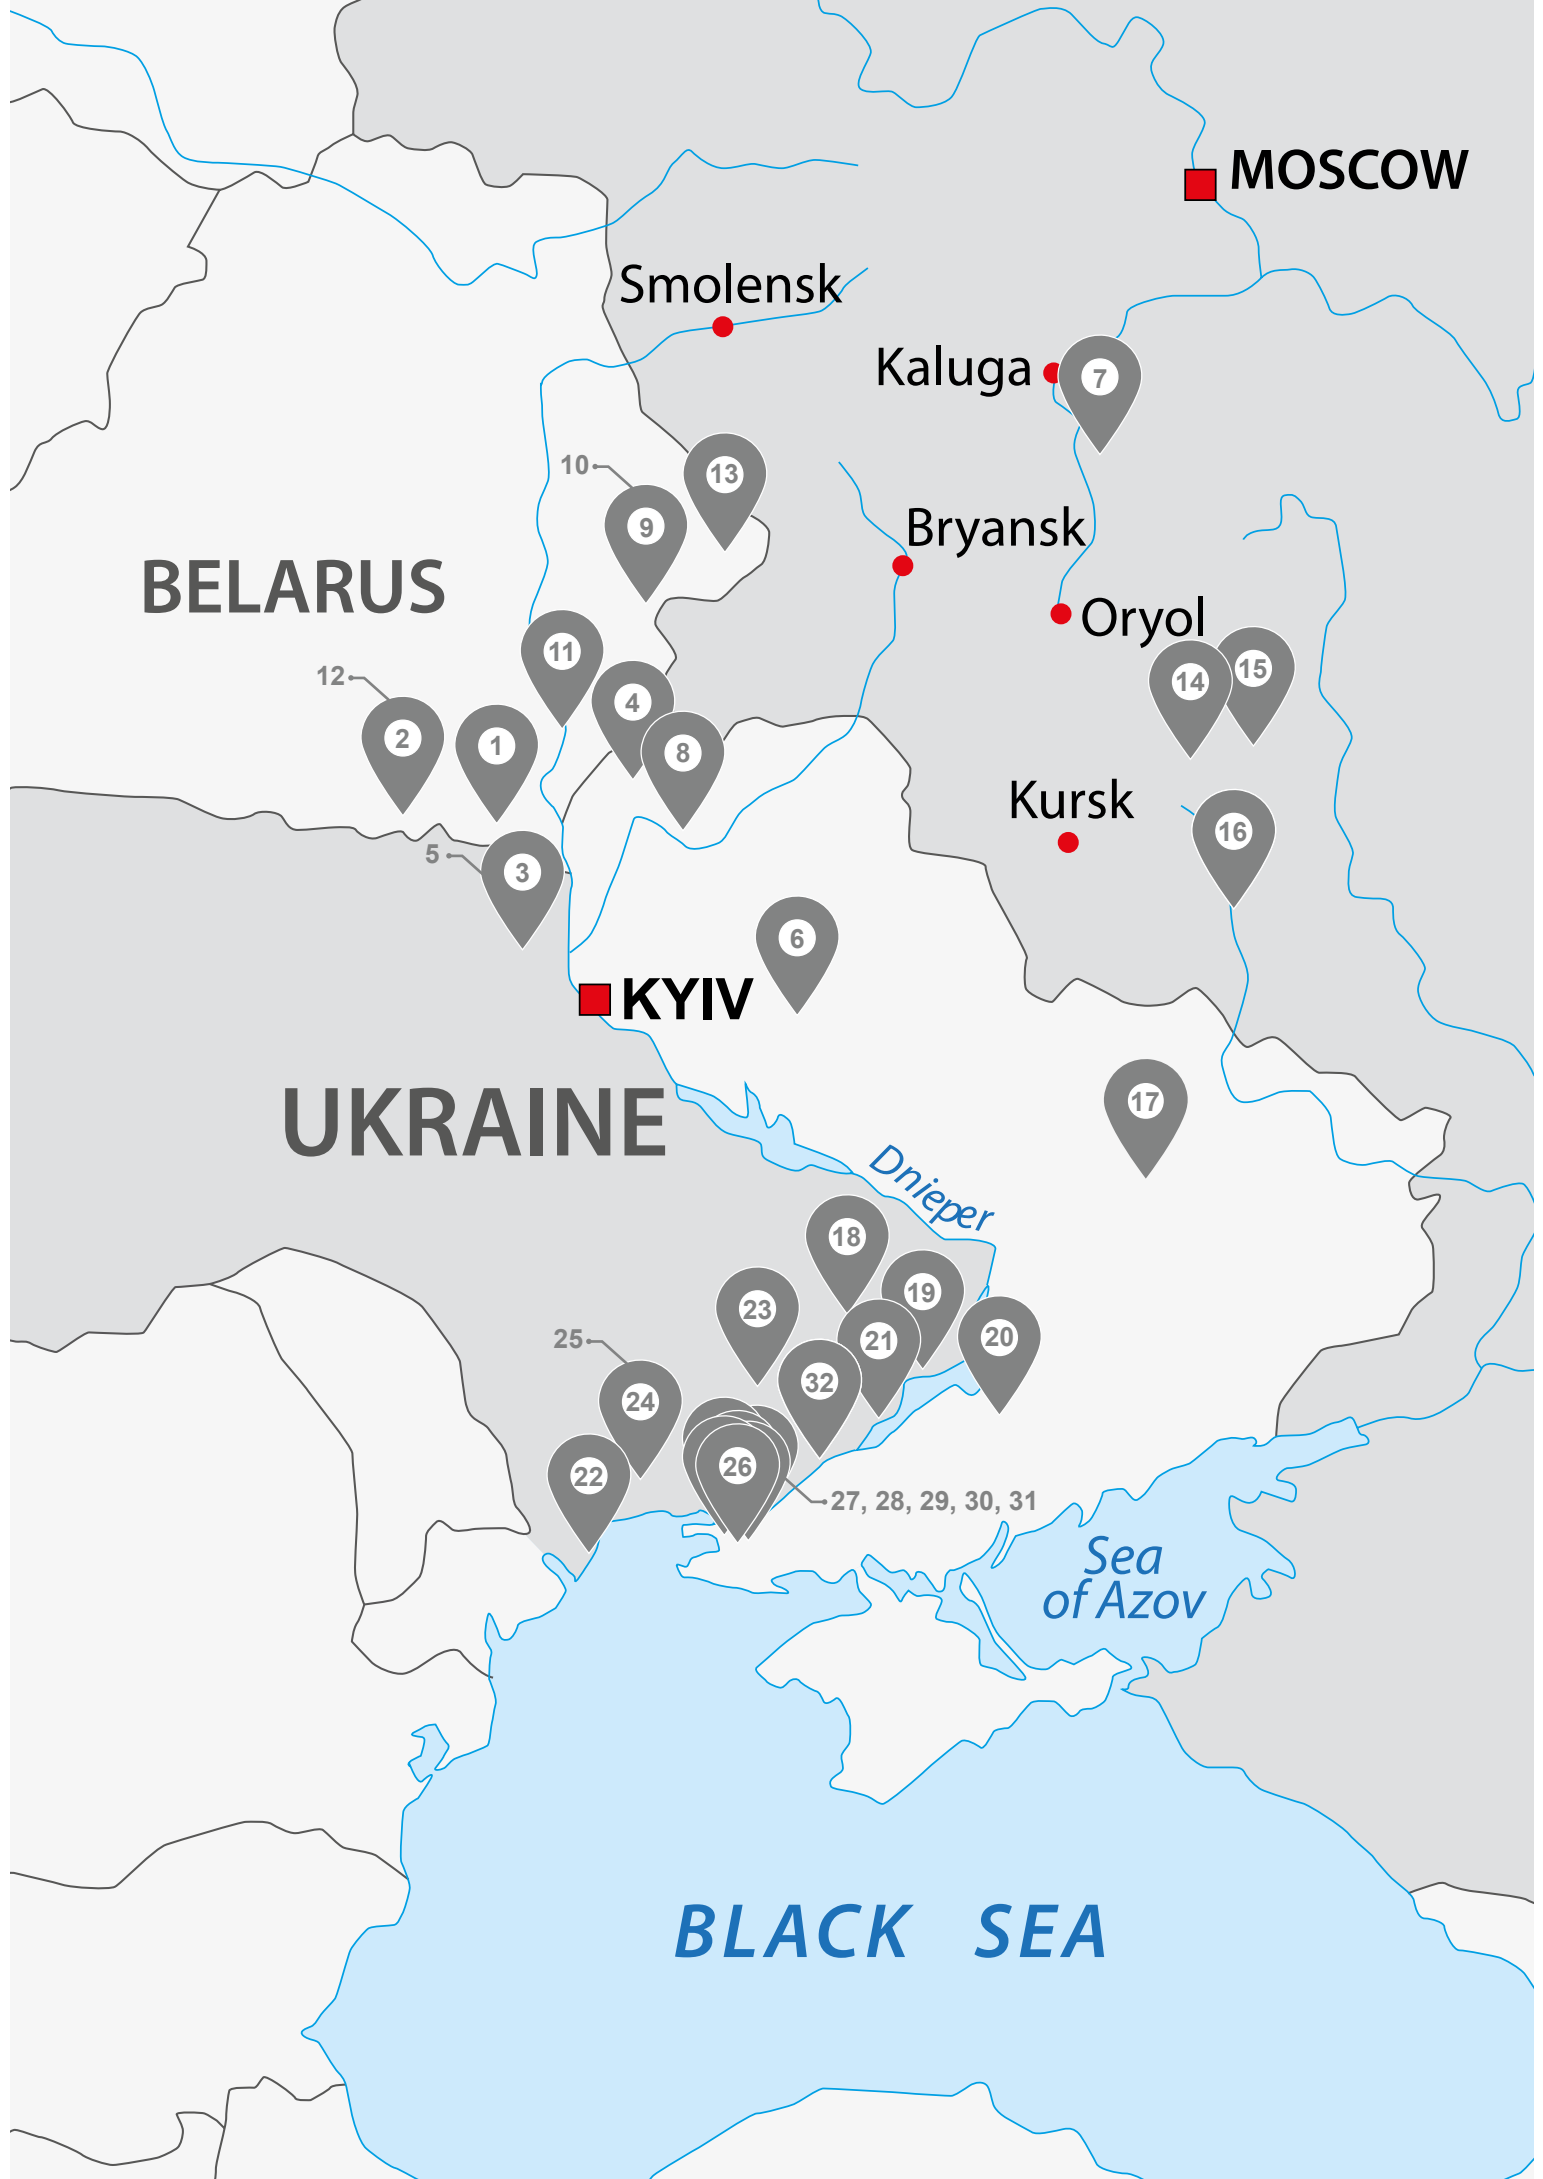 MOSCOW
Smolensk
Kaluga
7
10
13
9
Bryansk
BELARUS
Oryol
11
12
4
15
14
2
1
8
Kursk
16
5
3
6
KYIV
UKRAINE
17
Dnieper
18
19
23
20
21
25
32
24
26
22
27, 28, 29, 30, 31
Sea
of Azov
BLACK SEA